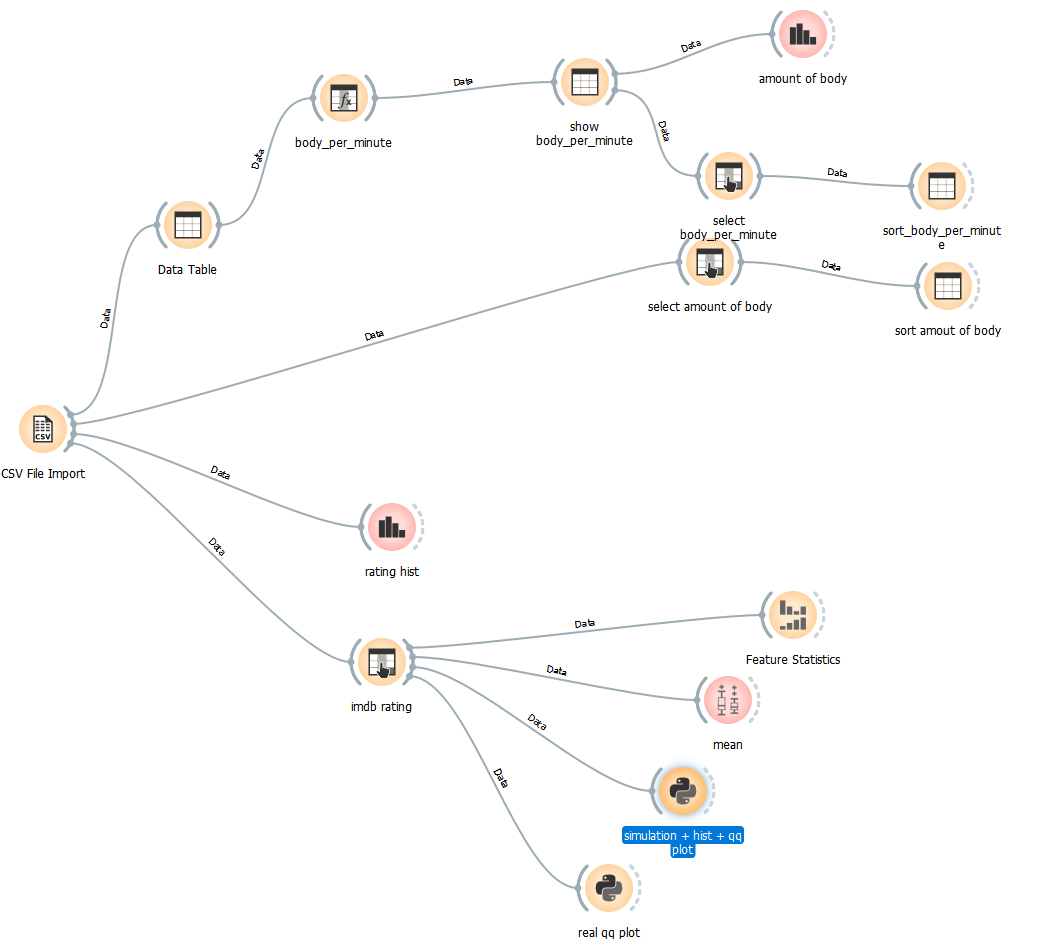 Data
amount of body
Data
body_per_minute
show
body_per_minute
Data
Data
Data
select
body_per_minute
sort_body_per_minut
e
Data Table
Data
select amount of body
sort amout of body
Data
Data
CSV
CSV File Import
Data
rating hist
Data
imdb rating
Data
Feature Statistics
Data
mean
Data
simulation + hist + qq
plot
Data
real qq plot